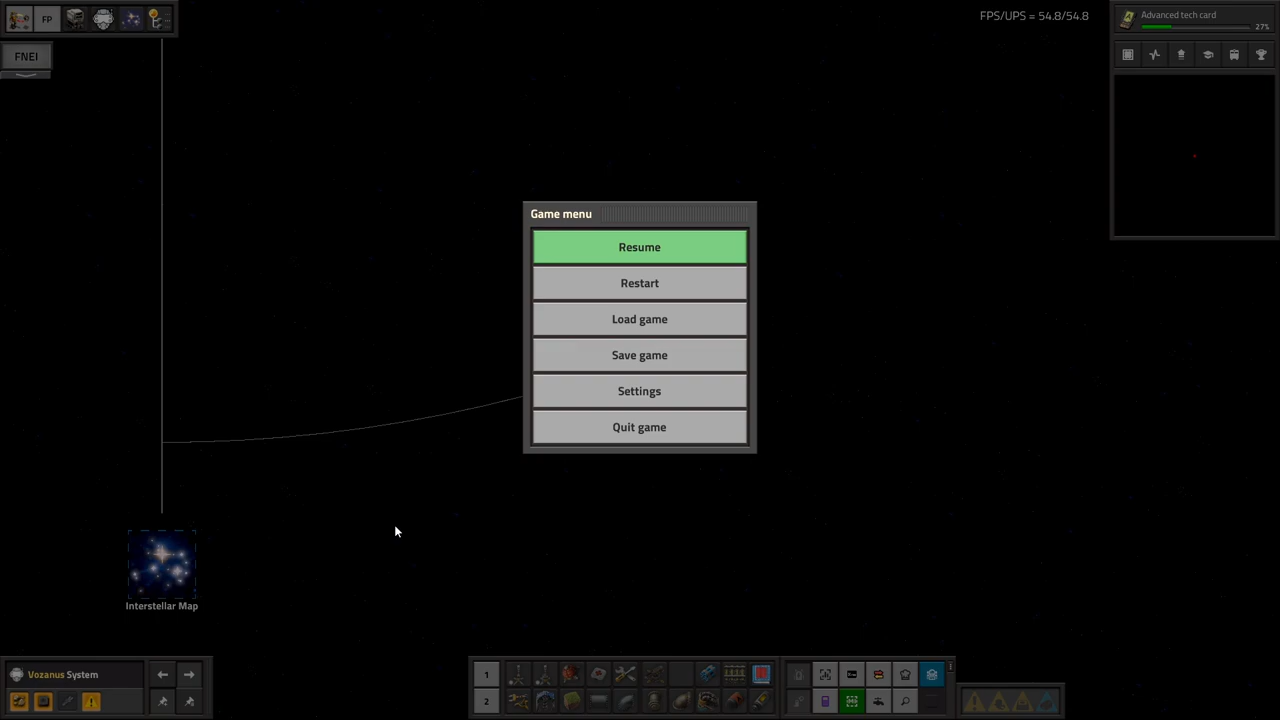 FP
FPS/UPS = 54.8/54.8
Advanced tech card
27%
FNEI
Game menu
Resume
Restart
Load game
Save game
Settings
Quit game
Interstellar Map
Vozanus System
1
2